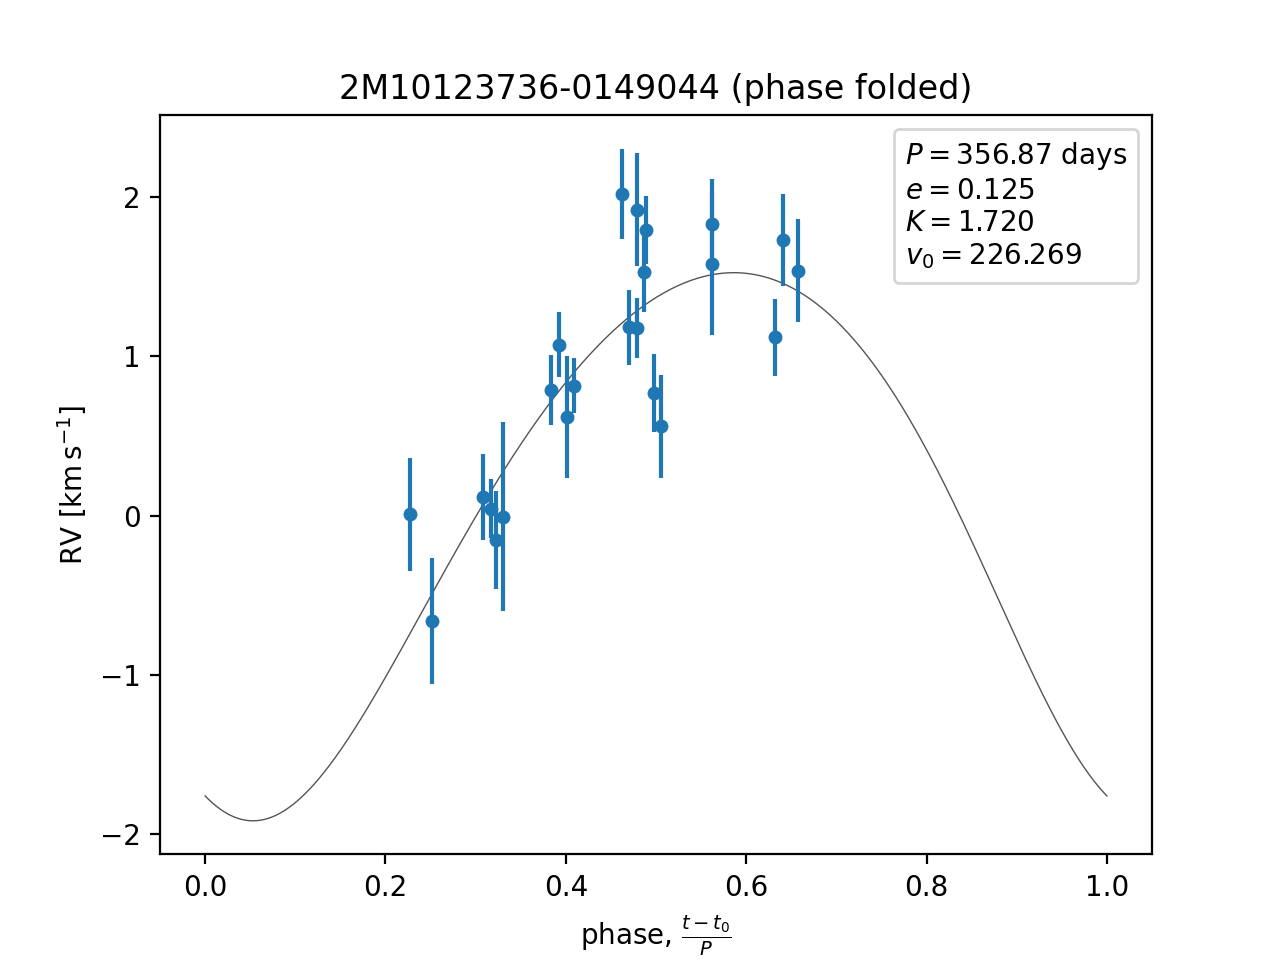 2M10123736-0149044 (phase folded)
P = 356.87 days
e = 0.125
K = 1.720
v₀ = 226.269
RV [km s⁻¹]
2
1
0
−1
−2
0.0 0.2 0.4 0.6 0.8 1.0
phase, (t − t₀)/P